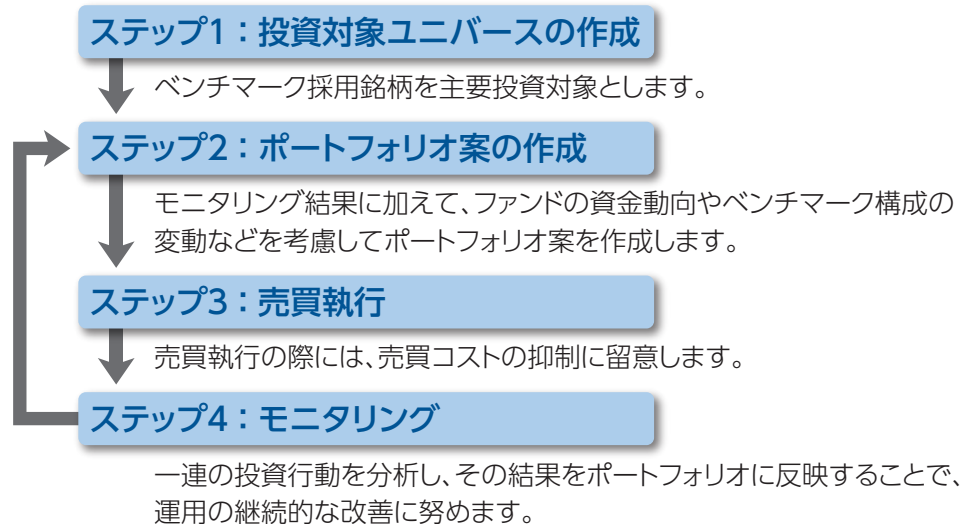 ステップ1：投資対象ユニバースの作成
ベンチマーク採用銘柄を主要投資対象とします。
ステップ2：ポートフォリオ案の作成
モニタリング結果に加えて、ファンドの資金動向やベンチマーク構成の
変動などを考慮してポートフォリオ案を作成します。
ステップ3：売買執行
売買執行の際には、売買コストの抑制に留意します。
ステップ4：モニタリング
一連の投資行動を分析し、その結果をポートフォリオに反映することで、
運用の継続的な改善に努めます。